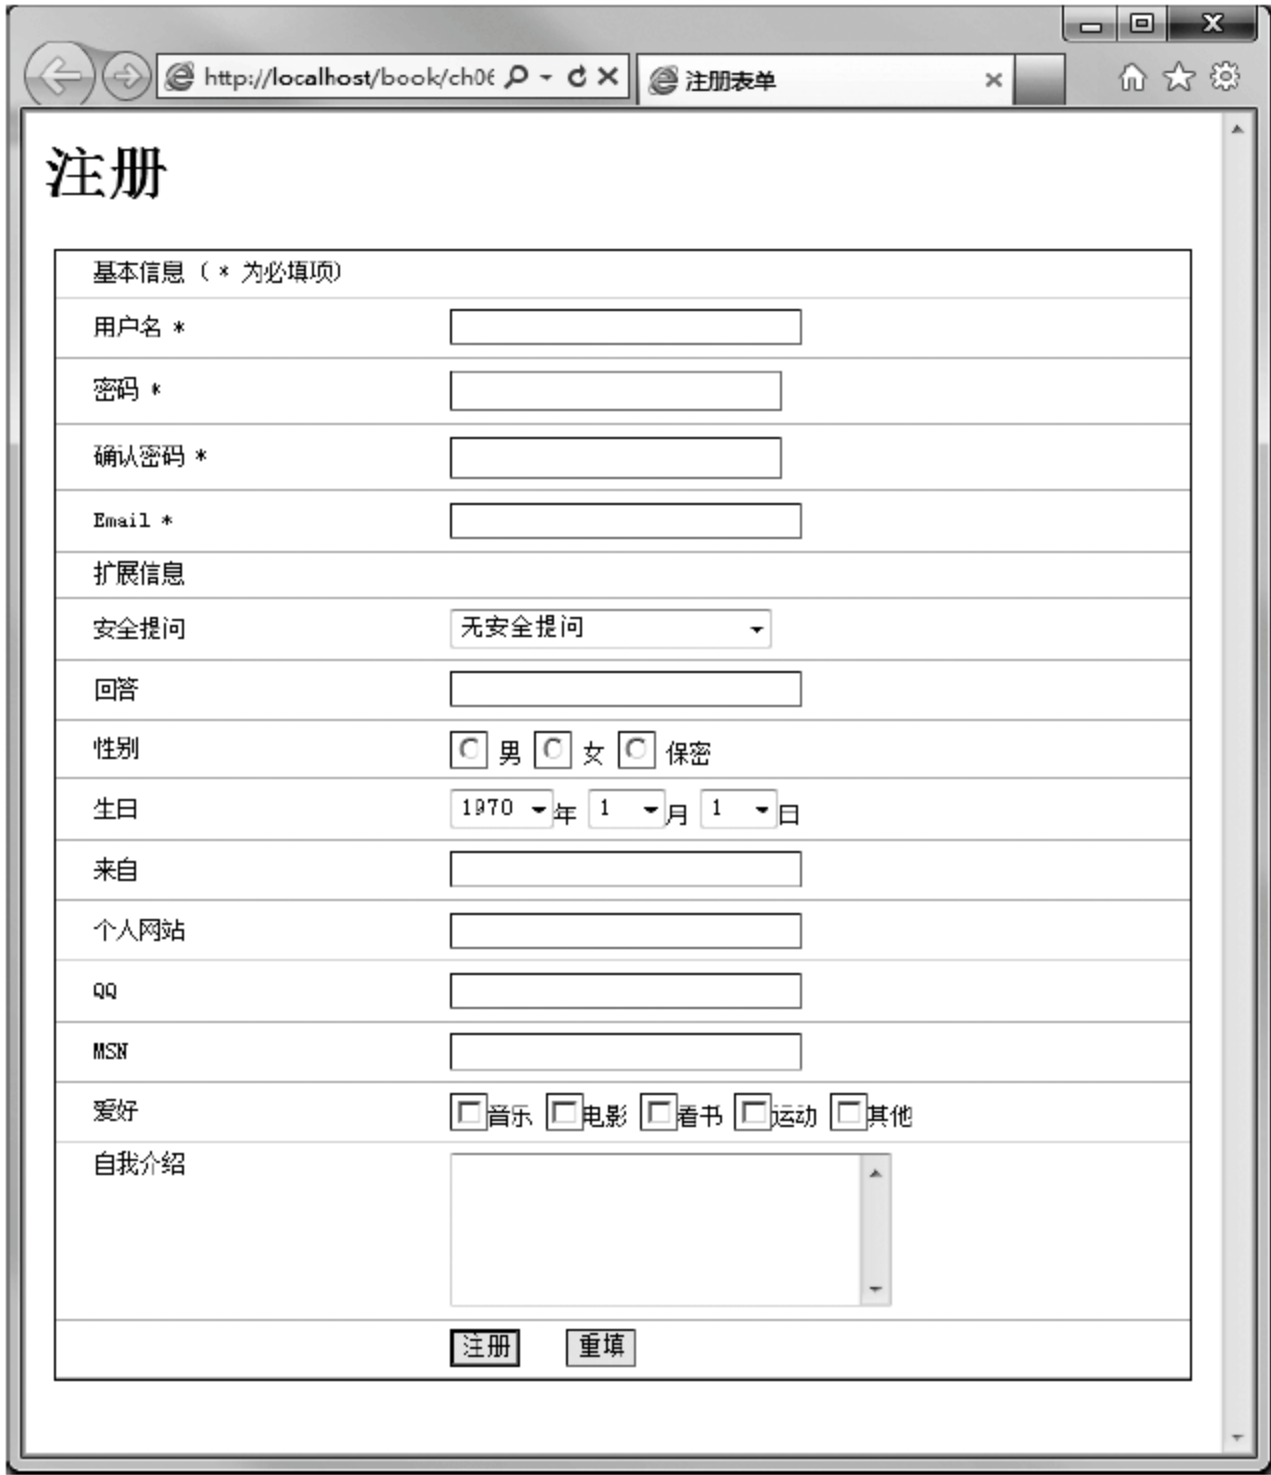 http://localhost/book/ch06
注册表单
注册
基本信息 ( * 为必填项)
用户名 *
密码 *
确认密码 *
Email *
扩展信息
安全提问 无安全提问
回答
性别 男 女 保密
生日 1970 年 1 月 1 日
来自
个人网站
QQ
MSN
爱好 音乐 电影 看书 运动 其他
自我介绍
注册 重填